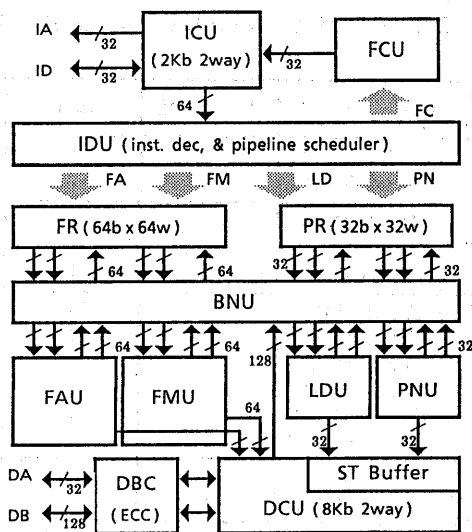 IA
32
ICU
(2Kb 2way)
32
FCU
ID
32
64
FC
IDU (inst. dec, & pipeline scheduler)
FA
FM
LD
PN
FR (64b x 64w)
PR (32b x 32w)
64
64
32
32
BNU
64
64
128
32
FAU
FMU
LDU
PNU
64
32
32
DA
32
DBC
ST Buffer
DB
128
(ECC)
DCU (8Kb 2way)